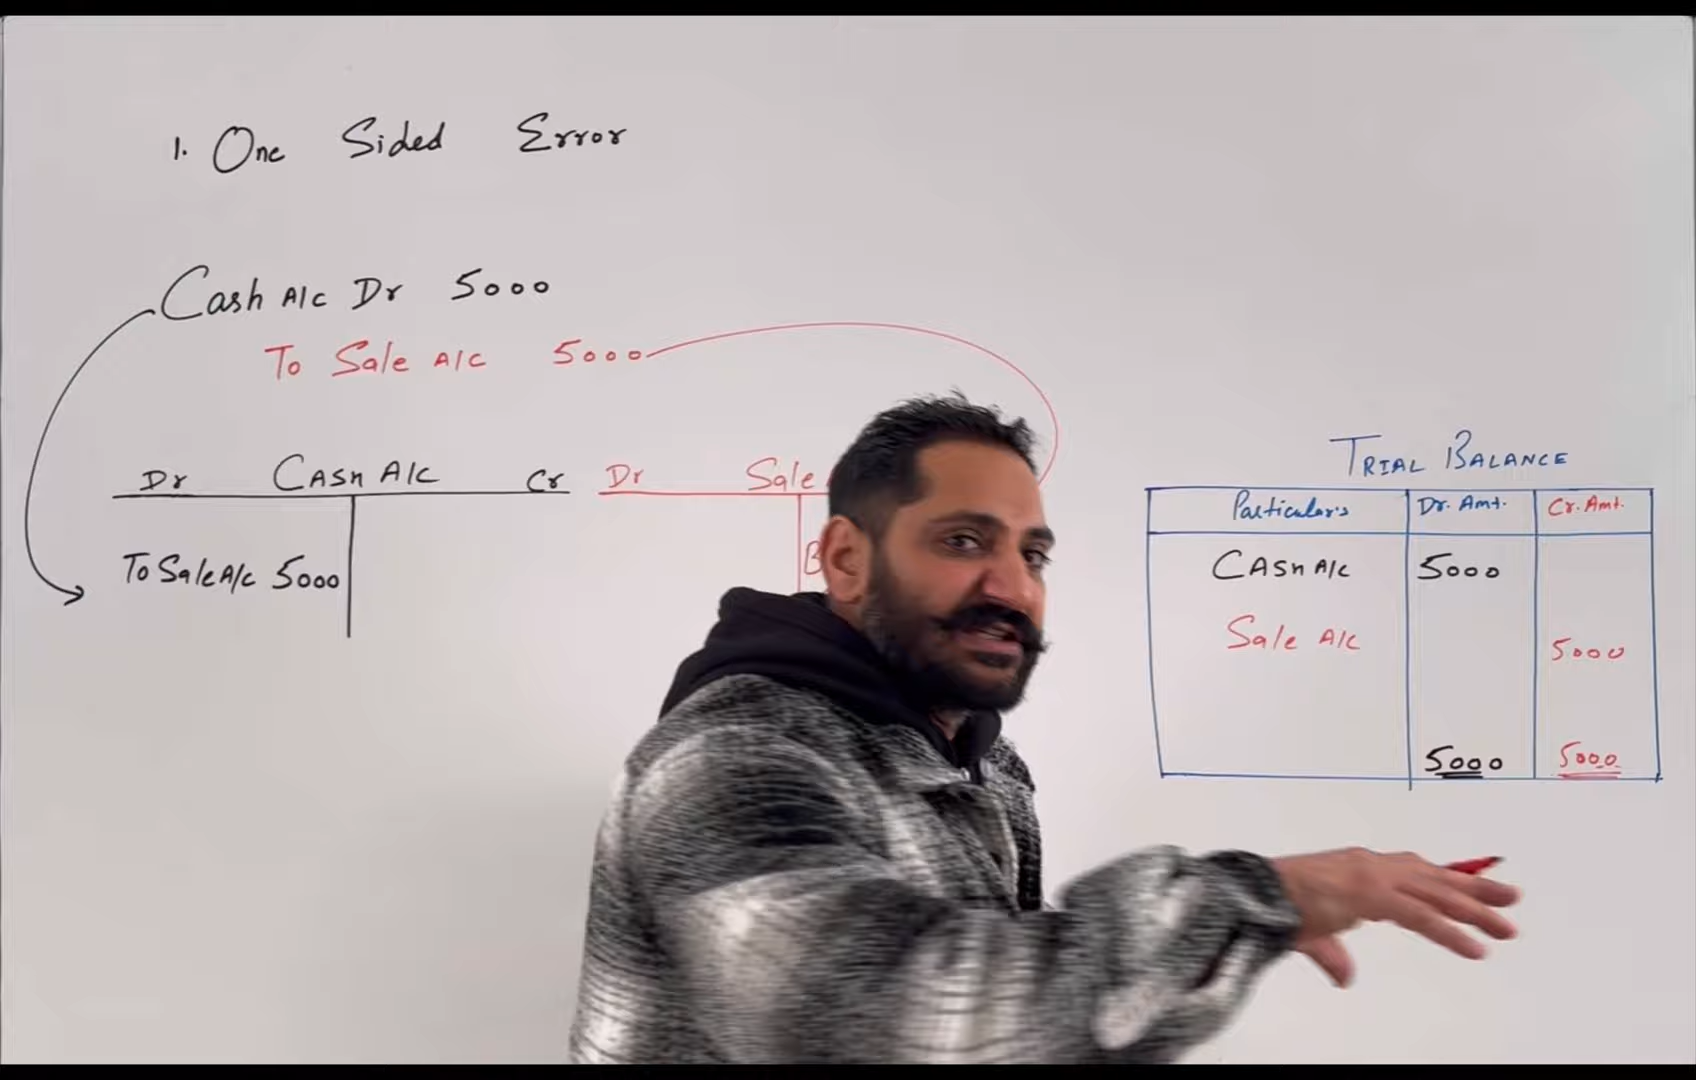 1. One Sided Error
Cash A/c Dr 5000
To Sale A/c 5000
Dr Cash A/c Cr
To Sale A/c 5000
Dr Sale
B
TRIAL BALANCE
Particular's Dr. Amt. Cr. Amt.
Cash A/c 5000
Sale A/c 5000
5000 5000